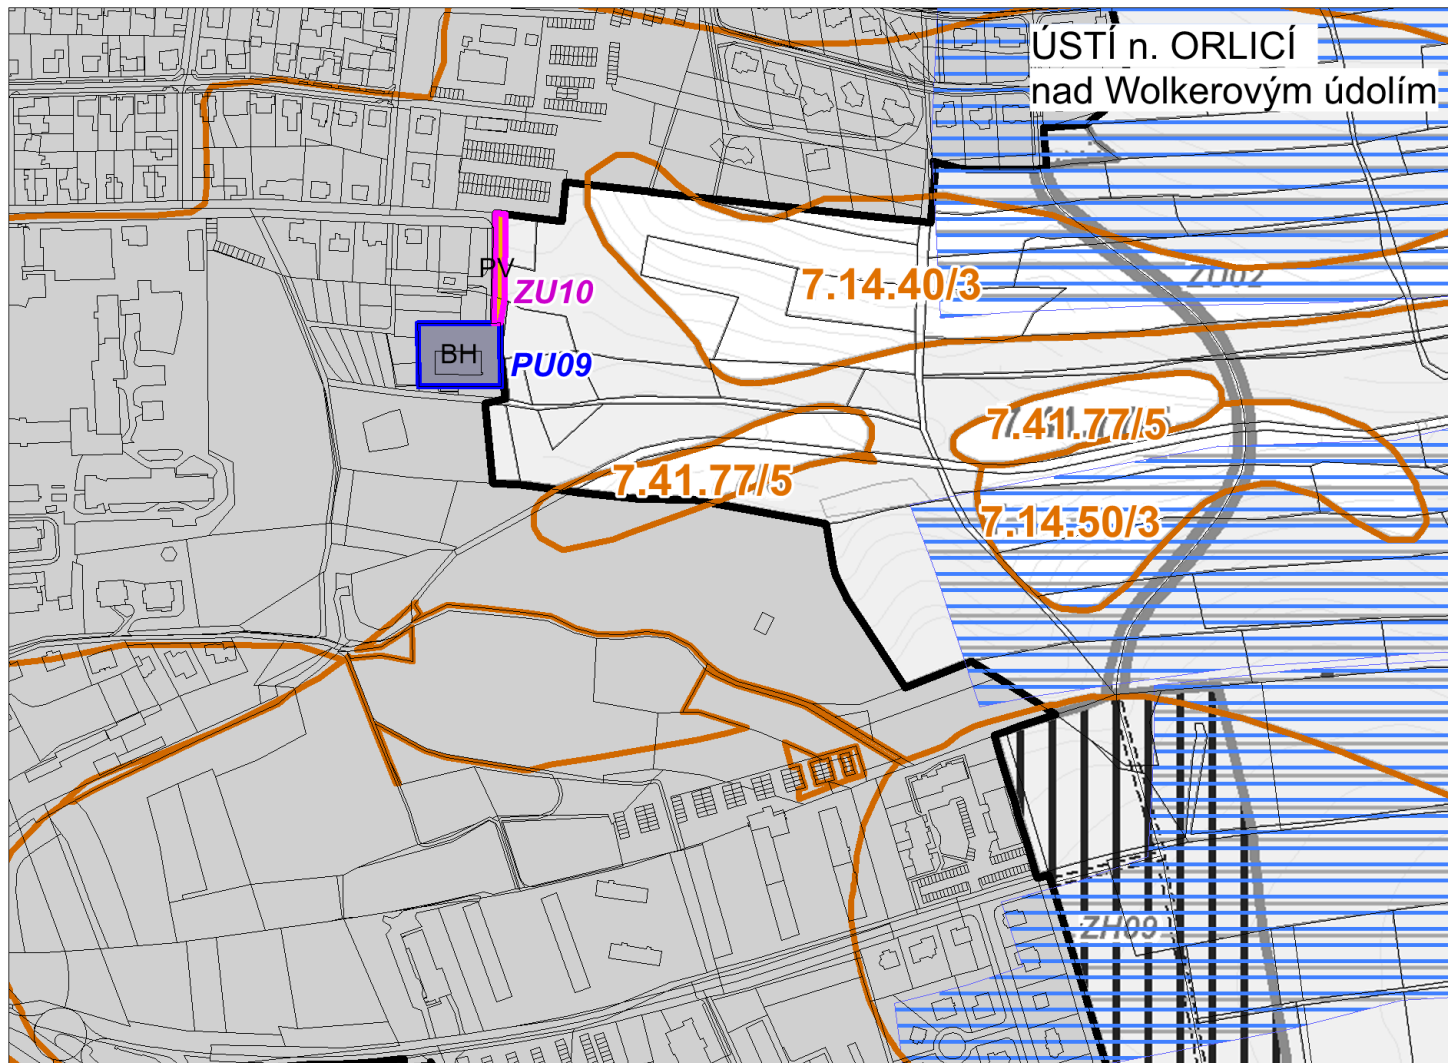 ÚSTÍ n. ORLICÍ
nad Wolkerovým údolím
PV
ZU02
ZU10
7.14.40/3
BH
PU09
7.41.77/5
7.41.77/5
7.14.50/3
ZH09